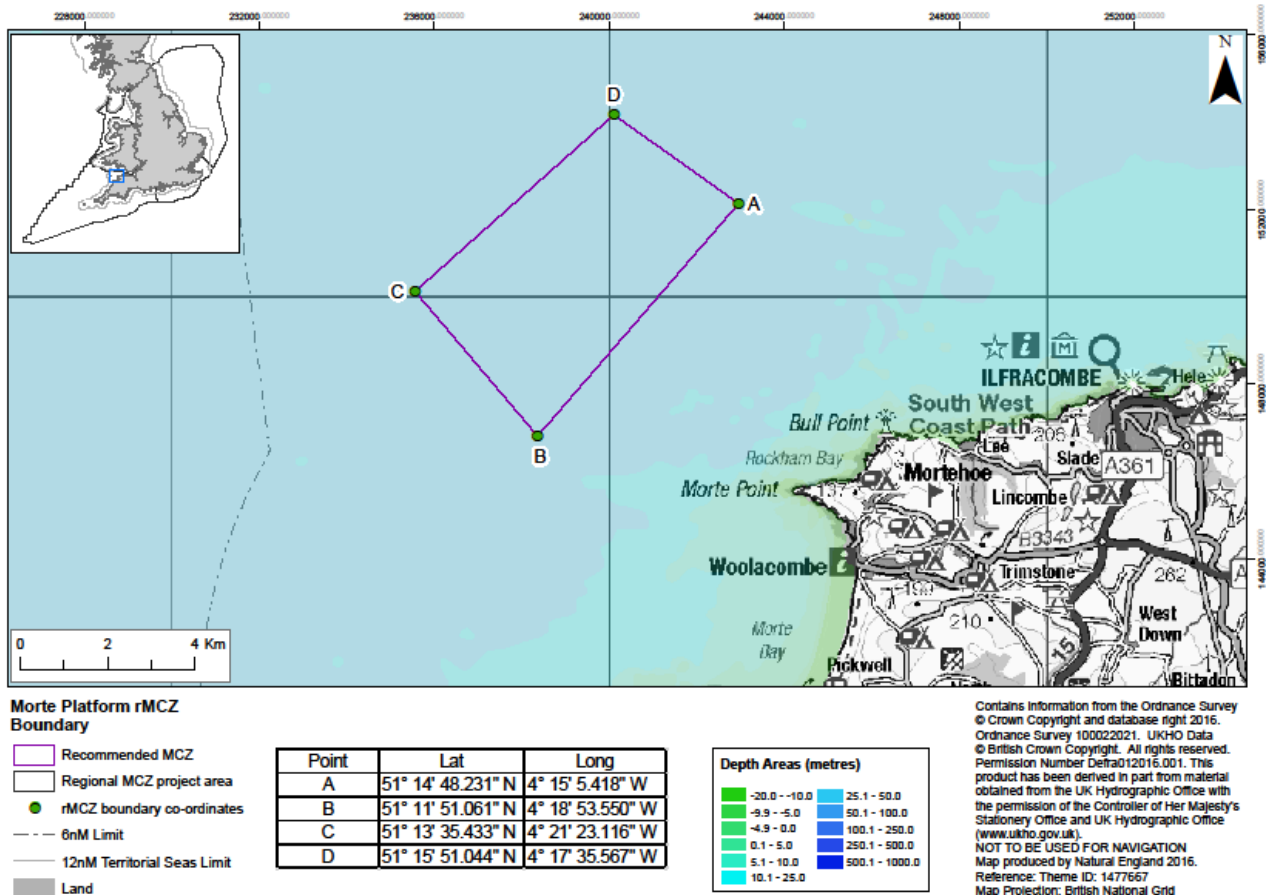 228000.000000 232000.000000 236000.000000 240000.000000 244000.000000 248000.000000 252000.000000
156000.000000
N
D
A
152000.000000
C
ILFRACOMBE
Hele
148000.000000
Bull Point
South West
Coast Path
B
Lee
206
Slade
A361
Rockham Bay
Mortehoe
Morte Point
137
Lincombe
B3343
Woolacombe
Trimstone
144000.000000
262
A
199
210
West
Down
Morte
Bay
15
Pickwell
Bittadon
0 2 4 Km
Morte Platform rMCZ
Boundary
Recommended MCZ
Regional MCZ project area
rMCZ boundary co-ordinates
6nM Limit
12nM Territorial Seas Limit
Land
Point Lat Long
A 51° 14' 48.231" N 4° 15' 5.418" W
B 51° 11' 51.061" N 4° 18' 53.550" W
C 51° 13' 35.433" N 4° 21' 23.116" W
D 51° 15' 51.044" N 4° 17' 35.567" W
Depth Areas (metres)
-20.0 - -10.0 25.1 - 50.0
-9.9 - -5.0 50.1 - 100.0
-4.9 - 0.0 100.1 - 250.0
0.1 - 5.0 250.1 - 500.0
5.1 - 10.0 500.1 - 1000.0
10.1 - 25.0
Contains Information from the Ordnance Survey
© Crown Copyright and database right 2016.
Ordnance Survey 100022021. UKHO Data
© British Crown Copyright. All rights reserved.
Permission Number Defra012016.001. This
product has been derived in part from material
obtained from the UK Hydrographic Office with
the permission of the Controller of Her Majesty's
Stationery Office and UK Hydrographic Office
(www.ukho.gov.uk).
NOT TO BE USED FOR NAVIGATION
Map produced by Natural England 2016.
Reference: Theme ID: 1477667
Map Projection: British National Grid